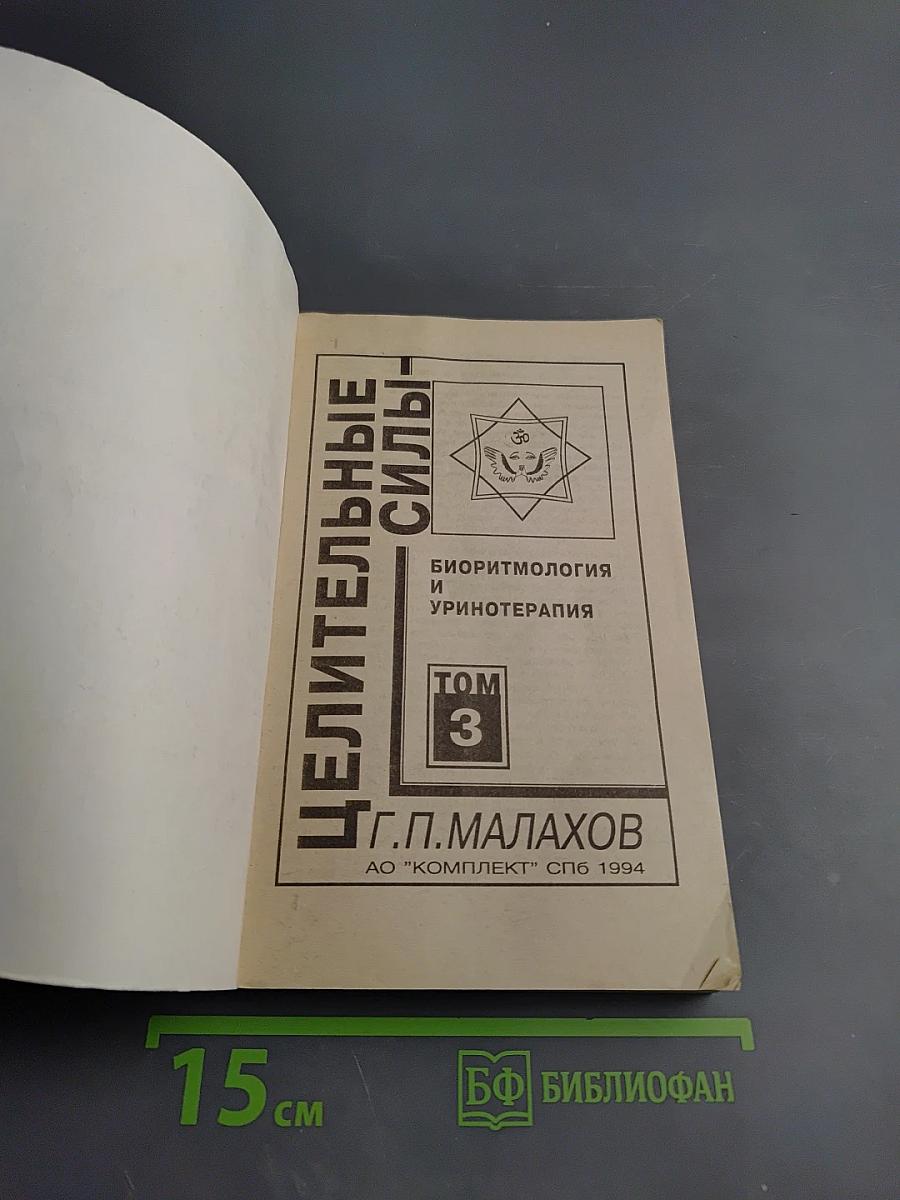 ЦЕЛИТЕЛЬНЫЕ
СИЛЫ
ॐ
БИОРИТМОЛОГИЯ
И
УРИНОТЕРАПИЯ
ТОМ
3
Г.П.МАЛАХОВ
АО "КОМПЛЕКТ" СПб 1994
15 см
БФ БИБЛИОФАН